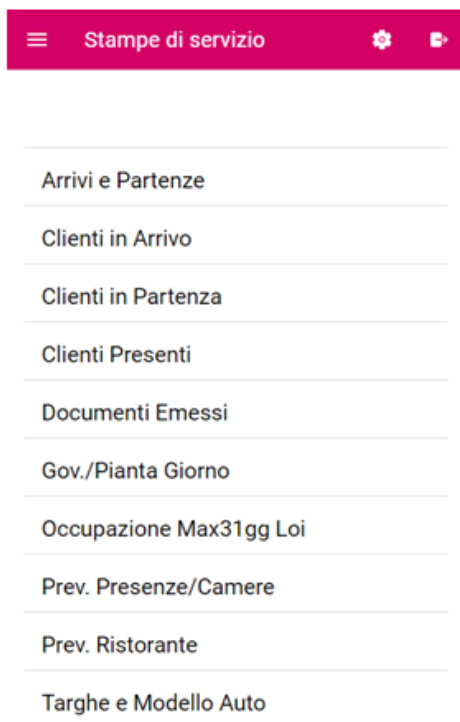 Stampe di servizio
Arrivi e Partenze
Clienti in Arrivo
Clienti in Partenza
Clienti Presenti
Documenti Emessi
Gov./Pianta Giorno
Occupazione Max31gg Loi
Prev. Presenze/Camere
Prev. Ristorante
Targhe e Modello Auto